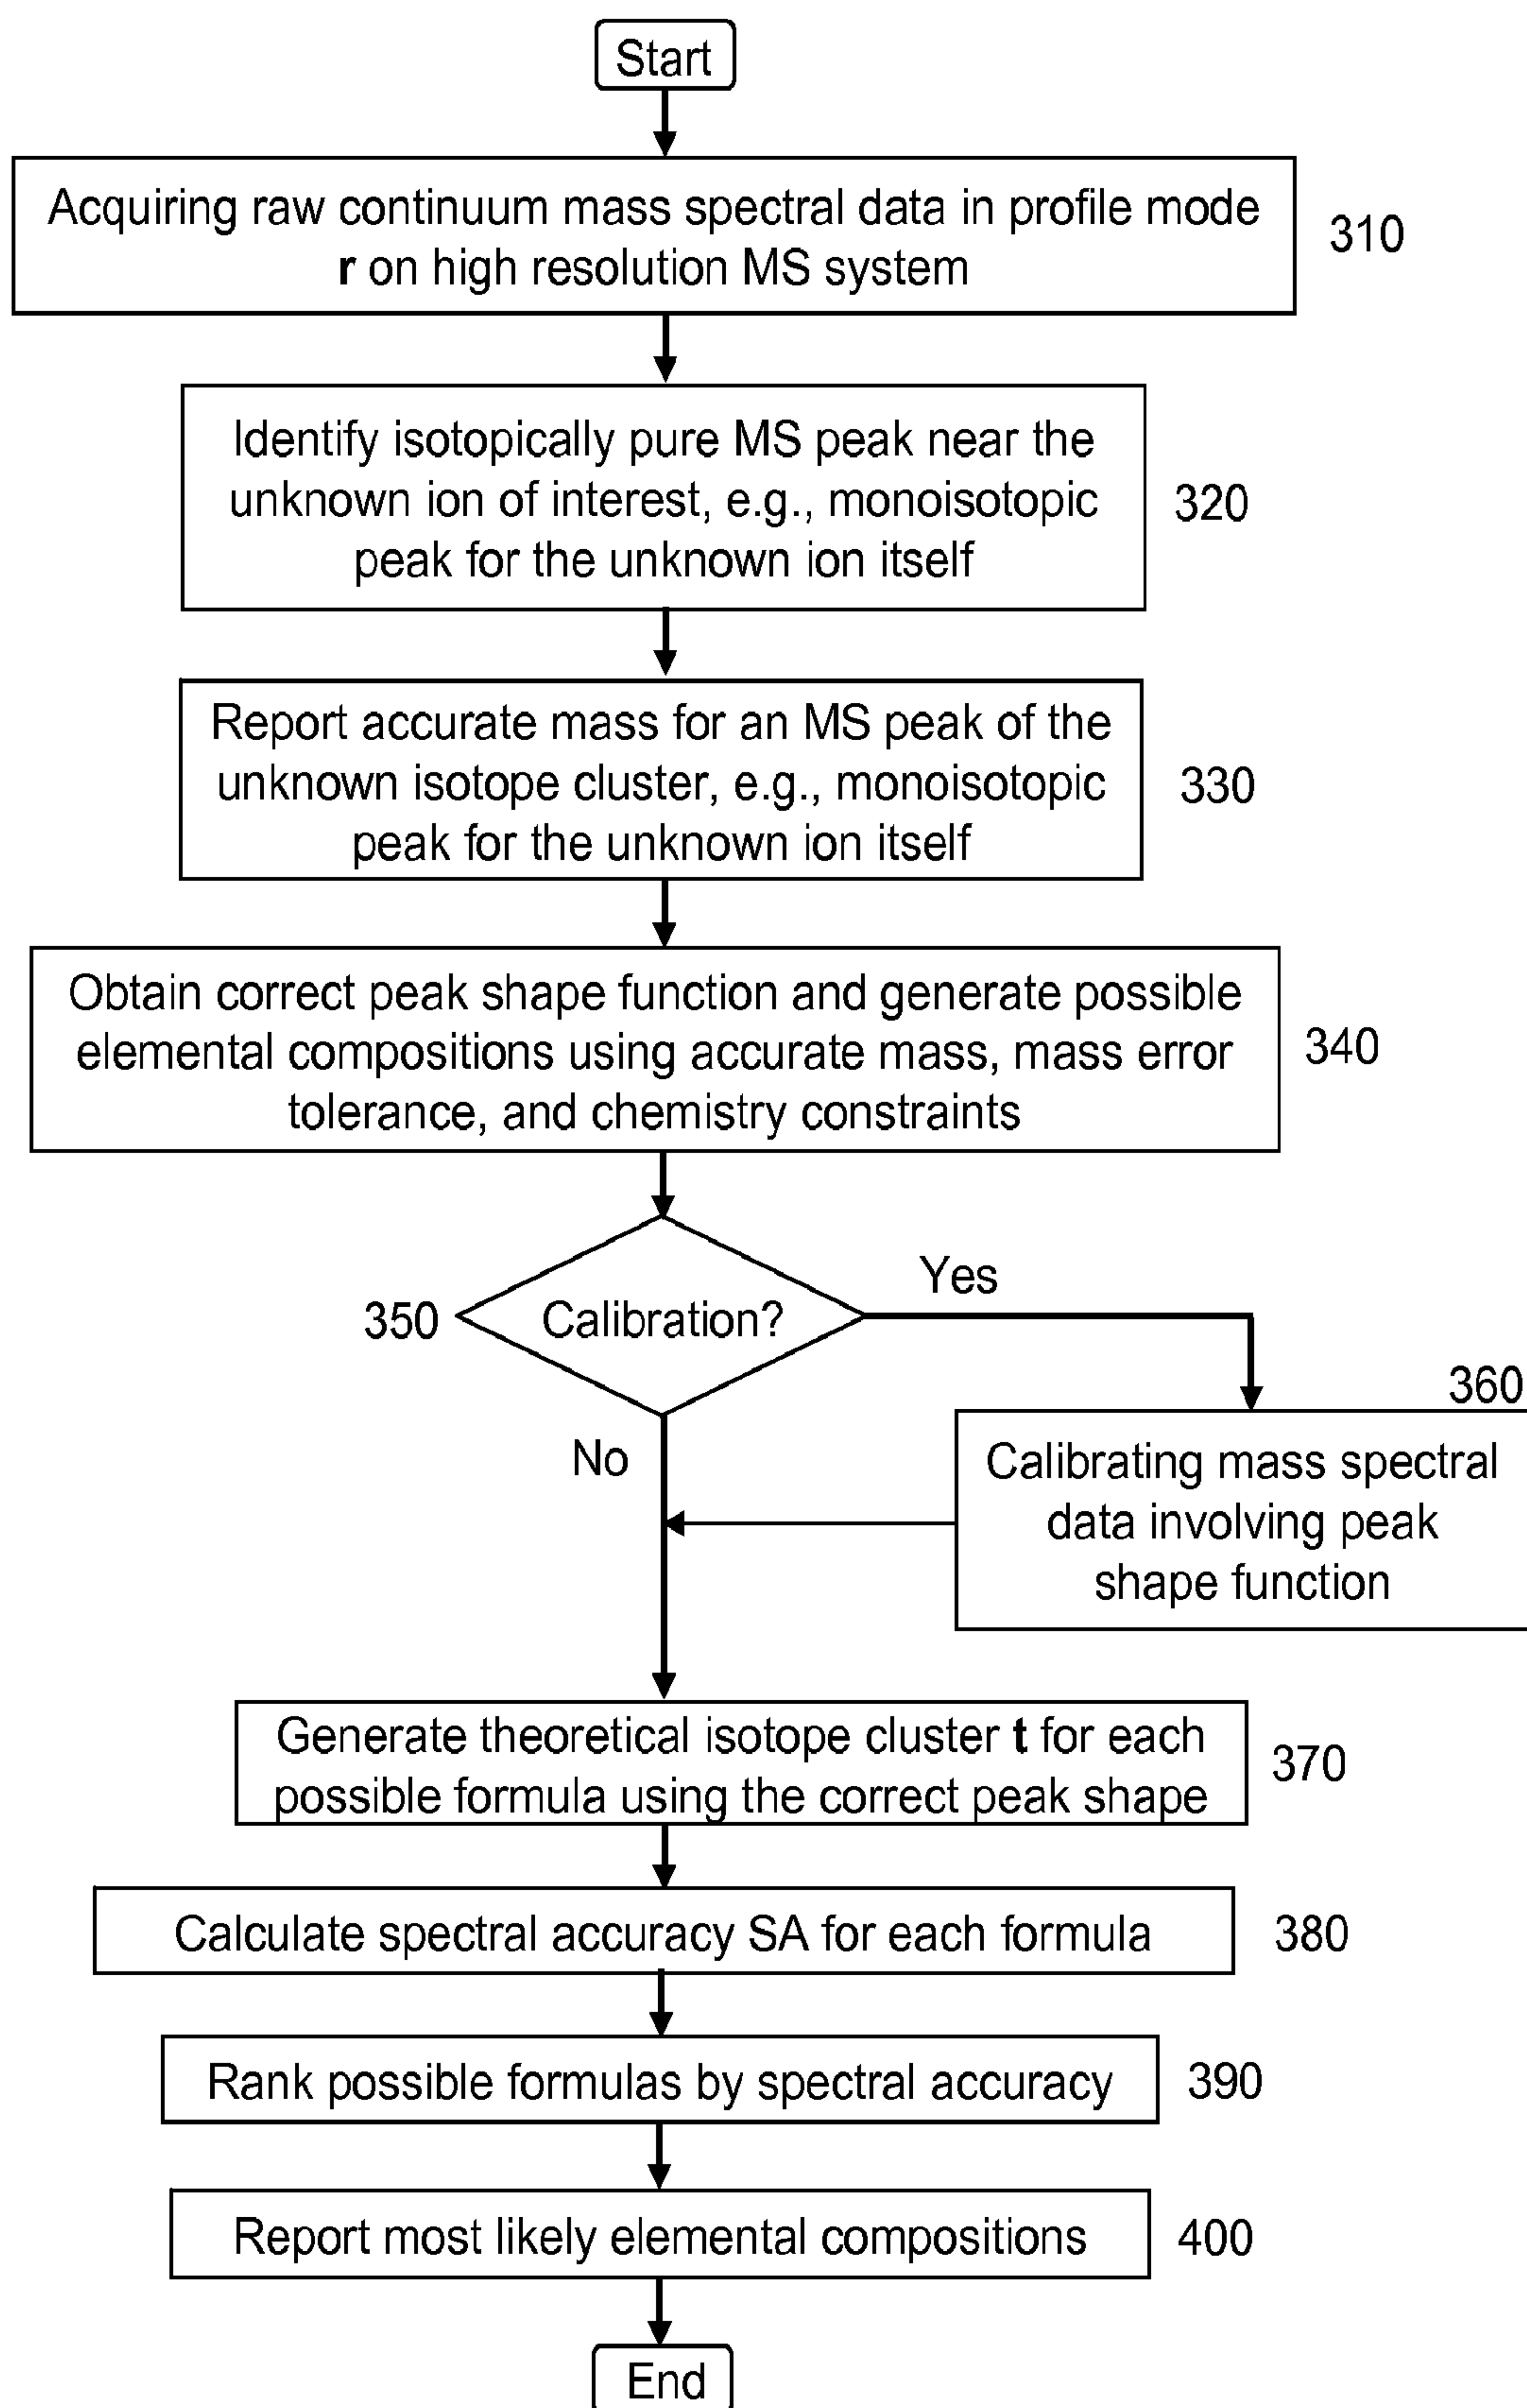 Start
Acquiring raw continuum mass spectral data in profile mode
r on high resolution MS system
310
Identify isotopically pure MS peak near the
unknown ion of interest, e.g., monoisotopic
peak for the unknown ion itself
320
Report accurate mass for an MS peak of the
unknown isotope cluster, e.g., monoisotopic
peak for the unknown ion itself
330
Obtain correct peak shape function and generate possible
elemental compositions using accurate mass, mass error
tolerance, and chemistry constraints
340
350
Calibration?
Yes
No
360
Calibrating mass spectral
data involving peak
shape function
Generate theoretical isotope cluster t for each
possible formula using the correct peak shape
370
Calculate spectral accuracy SA for each formula
380
Rank possible formulas by spectral accuracy
390
Report most likely elemental compositions
400
End